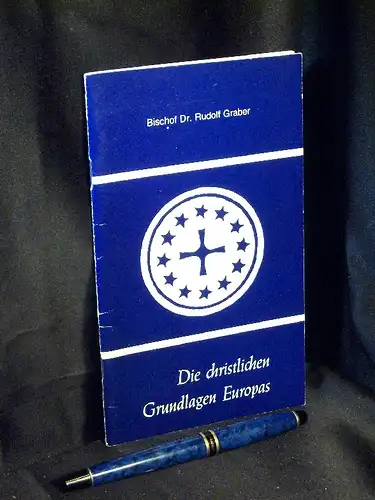 Bischof Dr. Rudolf Graber
Die christlichen
Grundlagen Europas